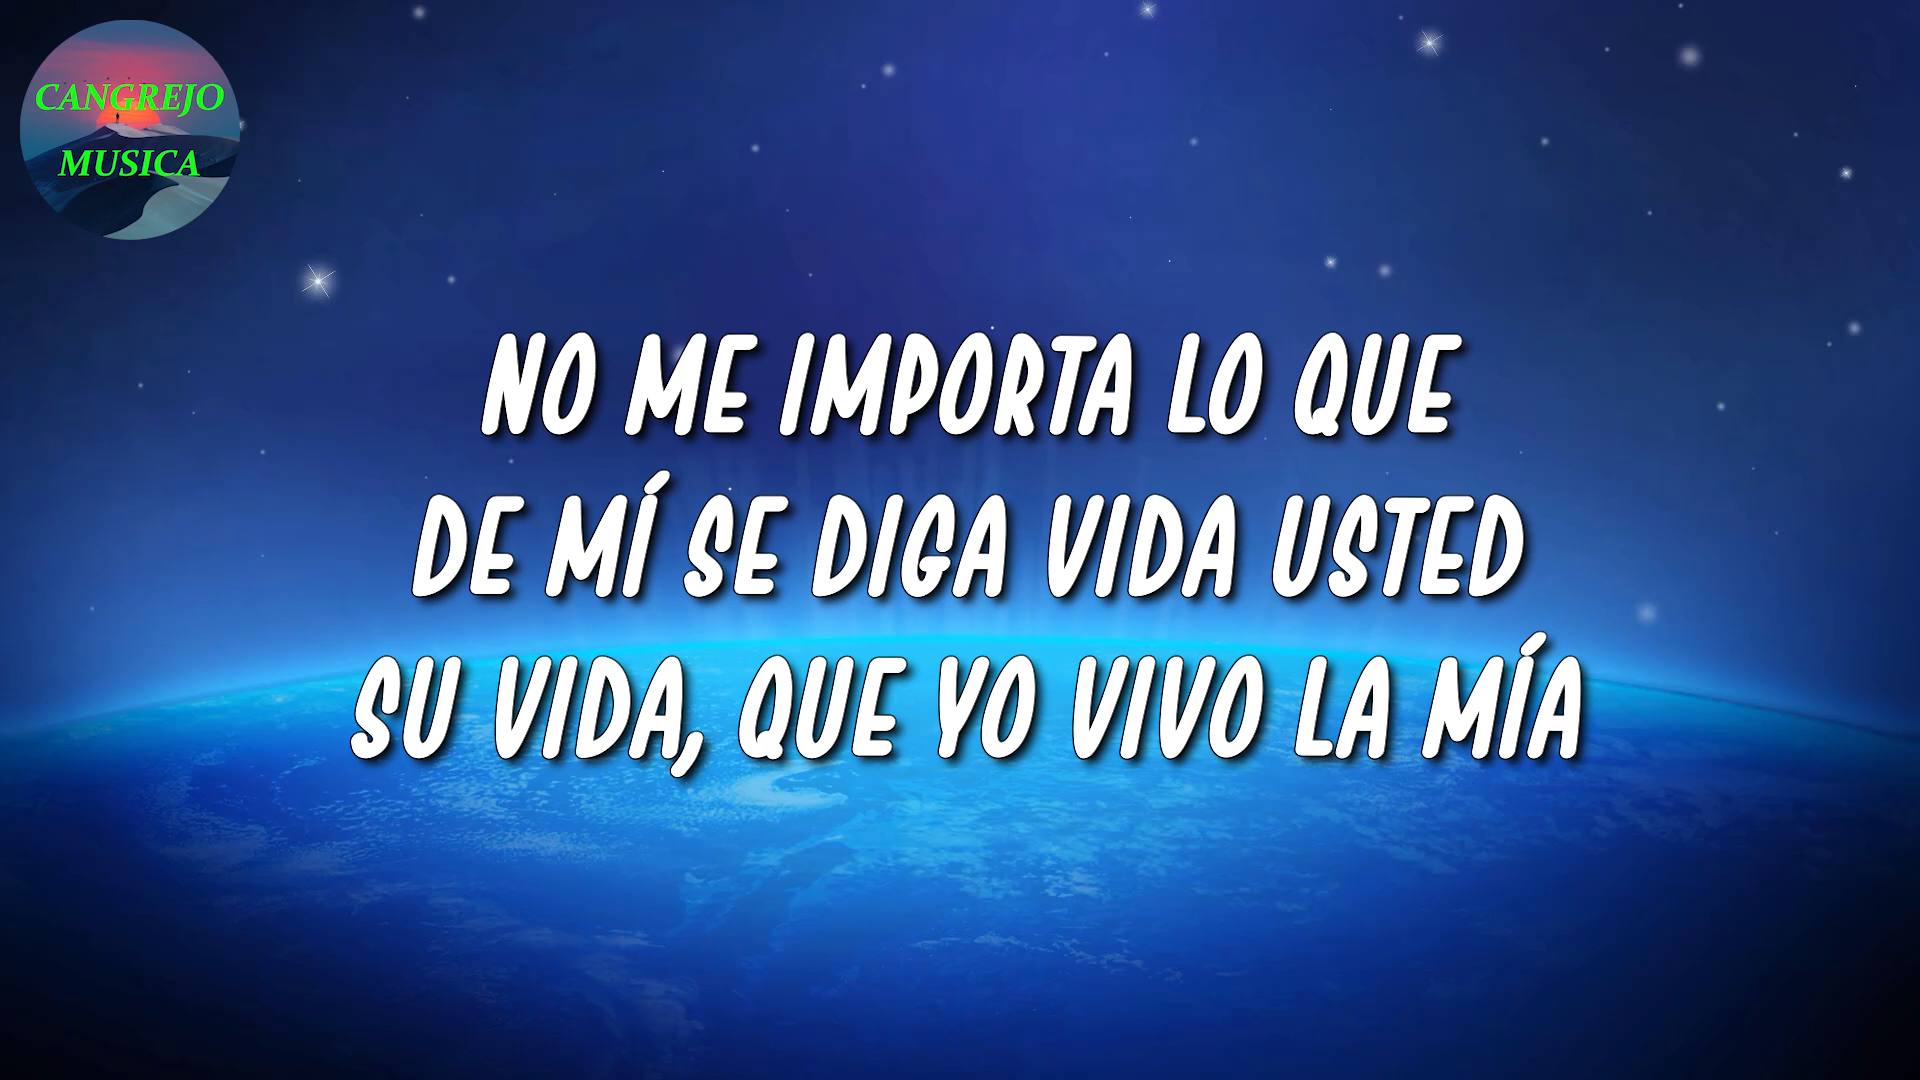 CANGREJO
MUSICA
NO ME IMPORTA LO QUE
DE MÍ SE DIGA VIDA USTED
SU VIDA, QUE YO VIVO LA MÍA